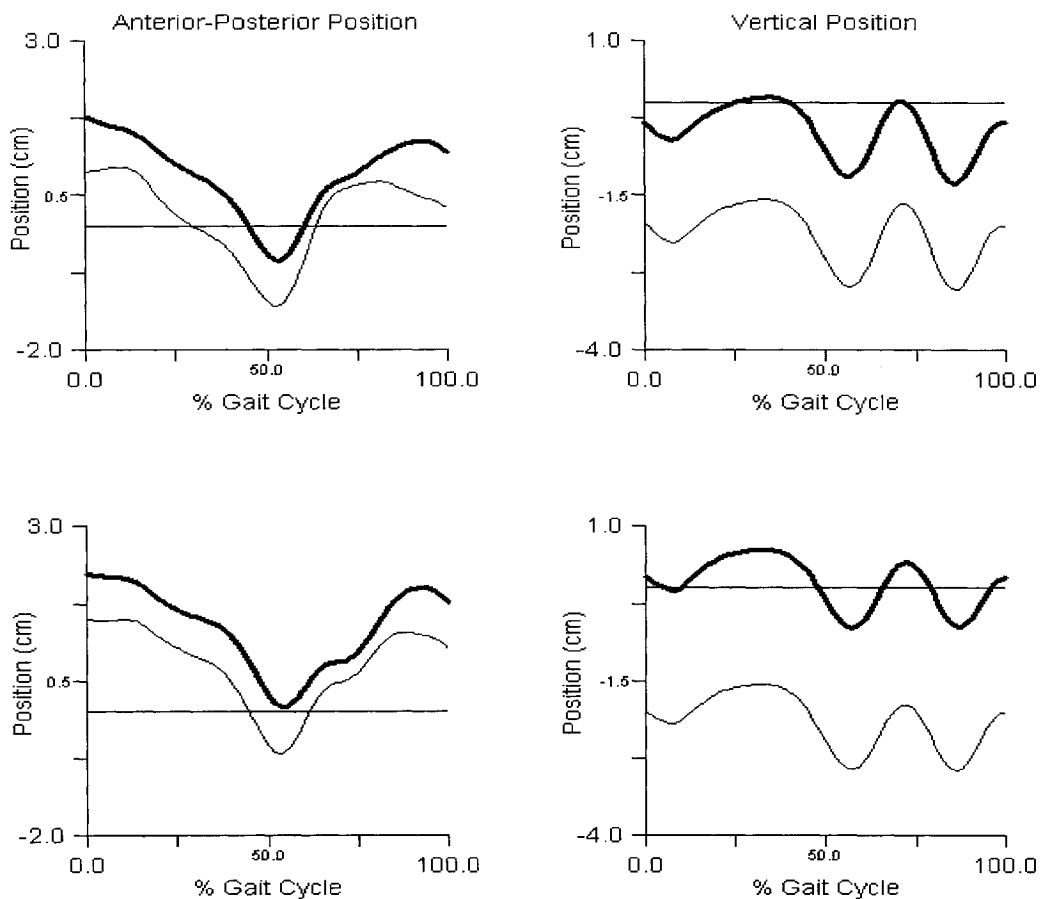 Anterior-Posterior Position
3.0
0.5
-2.0
Position (cm)
0.0
50.0
100.0
% Gait Cycle
Vertical Position
1.0
-1.5
-4.0
Position (cm)
0.0
50.0
100.0
% Gait Cycle
3.0
0.5
-2.0
Position (cm)
0.0
50.0
100.0
% Gait Cycle
1.0
-1.5
-4.0
Position (cm)
0.0
50.0
100.0
% Gait Cycle